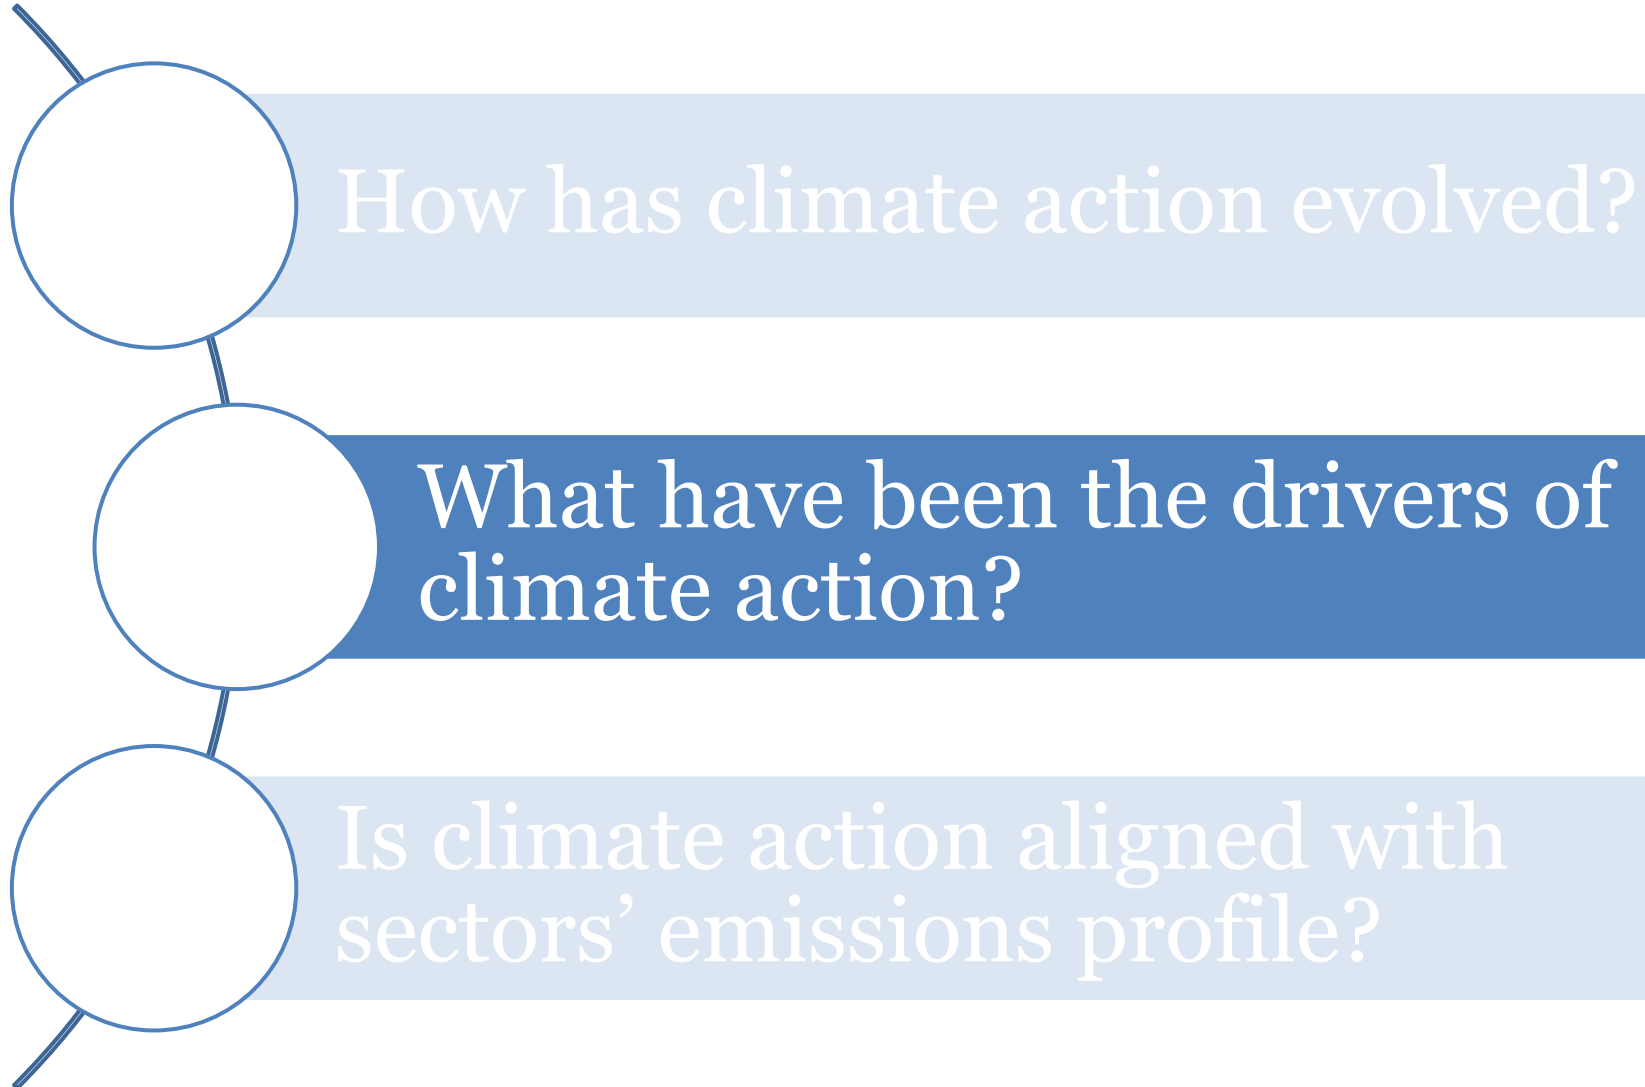 How has climate action evolved?
What have been the drivers of
climate action?
Is climate action aligned with
sectors’ emissions profile?